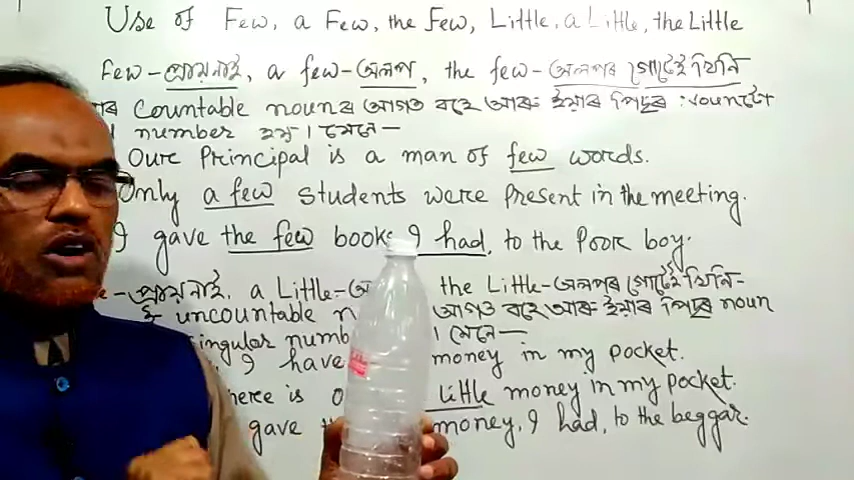 Use of Few, a Few, the Few, Little, a Little, the Little
Few - প্ৰায়নাই, a few - অলপ, the few - অলপৰ গোটেই খিনি
Countable nounৰ আগত বহে আৰু ইয়াৰ পিছৰ
number হয়। যেনে —
Our Principal is a man of few words.
Only a few students were Present in the meeting.
I gave the few books I had, to the Poor boy.
প্ৰায়নাই, a Little - the Little - অলপৰ গোটেই খিনি -
uncountable আগত বহে আৰু ইয়াৰ পিছৰ noun
singular । যেনে —
I have money in my Pocket.
is little money in my Pocket.
gave money, I had, to the beggar.